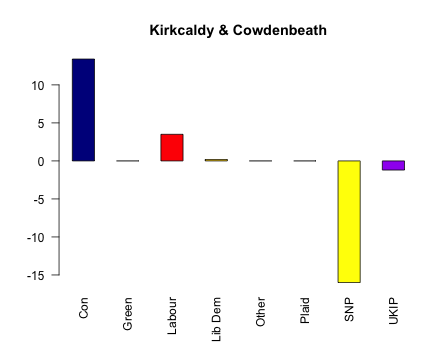 Kirkcaldy & Cowdenbeath
10
5
0
-5
-10
-15
Con
Green
Labour
Lib Dem
Other
Plaid
SNP
UKIP